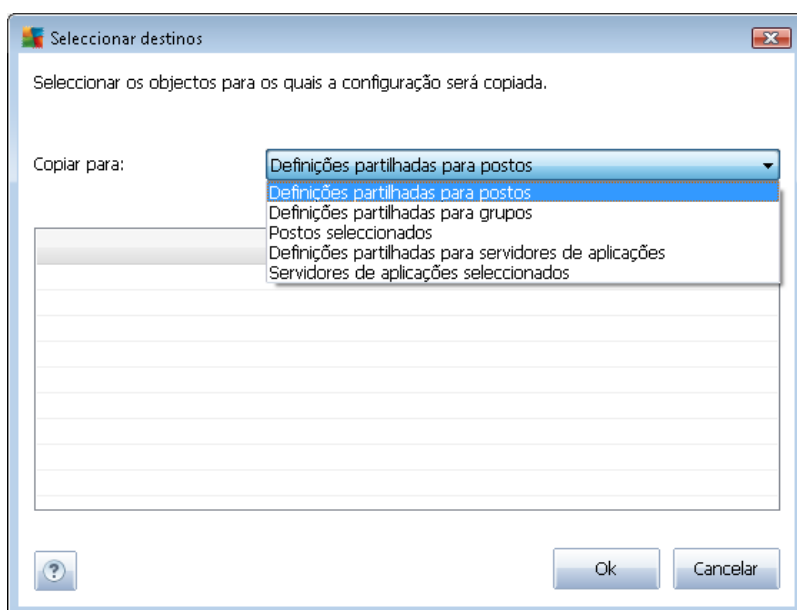 Seleccionar destinos
Seleccionar os objectos para os quais a configuração será copiada.
Copiar para:
Definições partilhadas para postos
Definições partilhadas para postos
Definições partilhadas para grupos
Postos seleccionados
Definições partilhadas para servidores de aplicações
Servidores de aplicações seleccionados
?
Ok
Cancelar